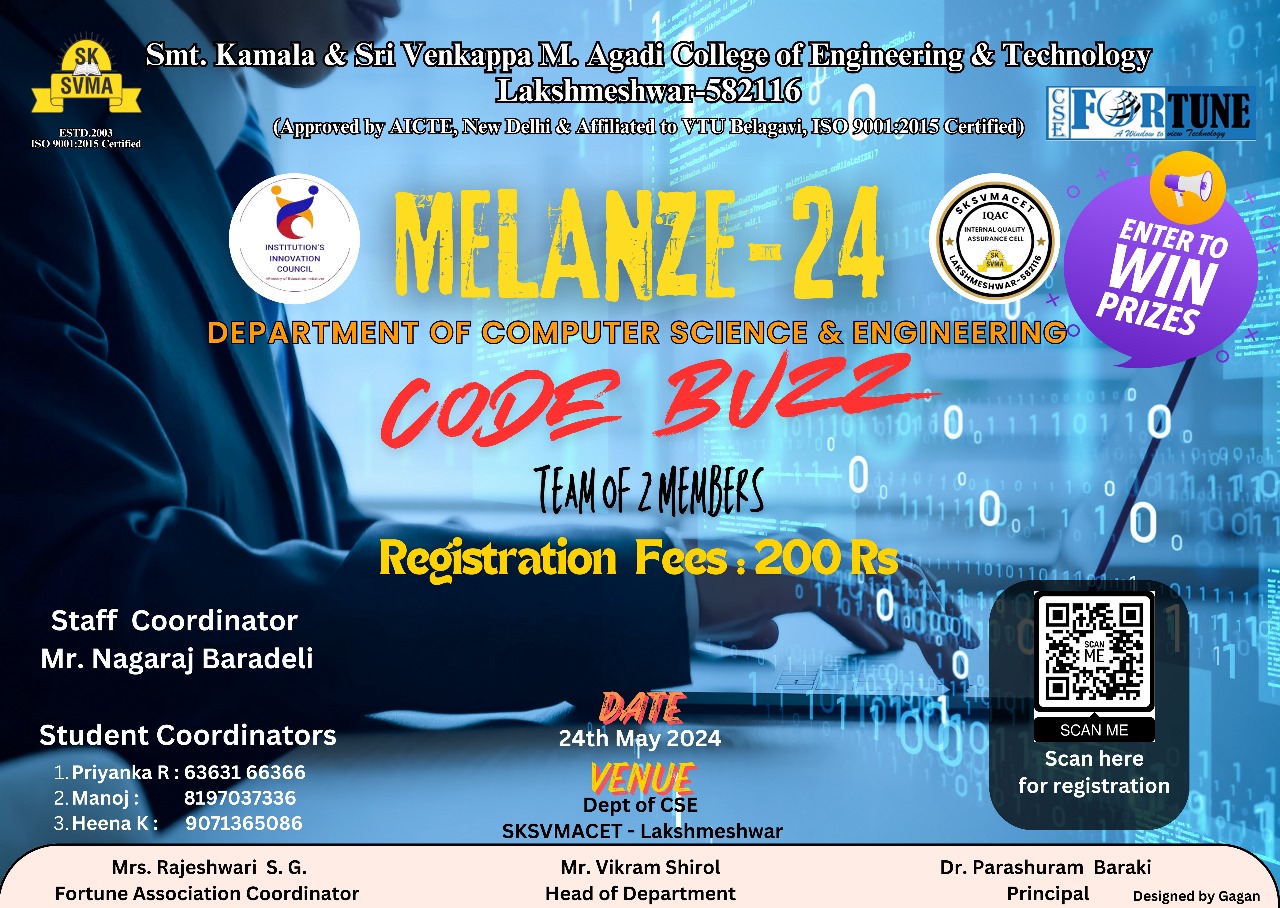 Smt. Kamala & Sri Venkappa M. Agadi College of Engineering & Technology
Lakshmeshwar-582116
(Approved by AICTE, New Delhi & Affiliated to VTU Belagavi, ISO 9001:2015 Certified)
SK
SVMA
ESTD.2003
ISO 9001:2015 Certified
CSE
FORTUNE
A Window to view Technology
INSTITUTION'S
INNOVATION
COUNCIL
(Ministry of Education Initiative)
MELANZE-24
SKSVMACET
IQAC
INTERNAL QUALITY
ASSURANCE CELL
SK
SVMA
LAKSHMESHWAR-582116
ENTER TO
WIN
PRIZES
DEPARTMENT OF COMPUTER SCIENCE & ENGINEERING
CODE BUZZ
TEAM OF 2 MEMBERS
Registration Fees : 200 Rs
Staff Coordinator
Mr. Nagaraj Baradeli
Student Coordinators
1. Priyanka R : 63631 66366
2. Manoj : 8197037336
3. Heena K : 9071365086
DATE
24th May 2024
VENUE
Dept of CSE
SKSVMACET - Lakshmeshwar
SCAN
ME
SCAN ME
Scan here
for registration
Mrs. Rajeshwari S. G.
Fortune Association Coordinator
Mr. Vikram Shirol
Head of Department
Dr. Parashuram Baraki
Principal
Designed by Gagan